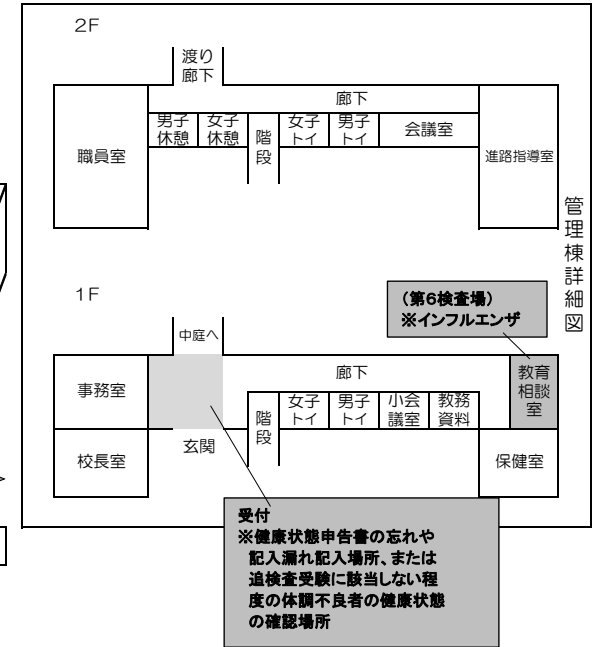 2F
渡り
廊下
廊下
職員室
男子
休憩
女子
休憩
階
段
女子
トイ
男子
トイ
会議室
進路指導室
管理棟詳細図
1F
(第6検査場)
※インフルエンザ
中庭へ
事務室
廊下
教育
相談
室
階
段
女子
トイ
男子
トイ
小会
議室
教務
資料
校長室
玄関
保健室
受付
※健康状態申告書の忘れや
記入漏れ記入場所、または
追検査受験に該当しない程
度の体調不良者の健康状態
の確認場所